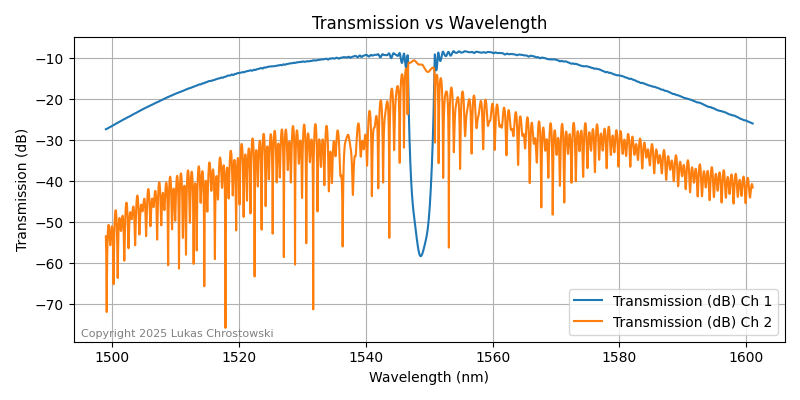 Transmission vs Wavelength
Transmission (dB)
−10
−20
−30
−40
−50
−60
−70
Copyright 2025 Lukas Chrostowski
Transmission (dB) Ch 1
Transmission (dB) Ch 2
1500
1520
1540
1560
1580
1600
Wavelength (nm)